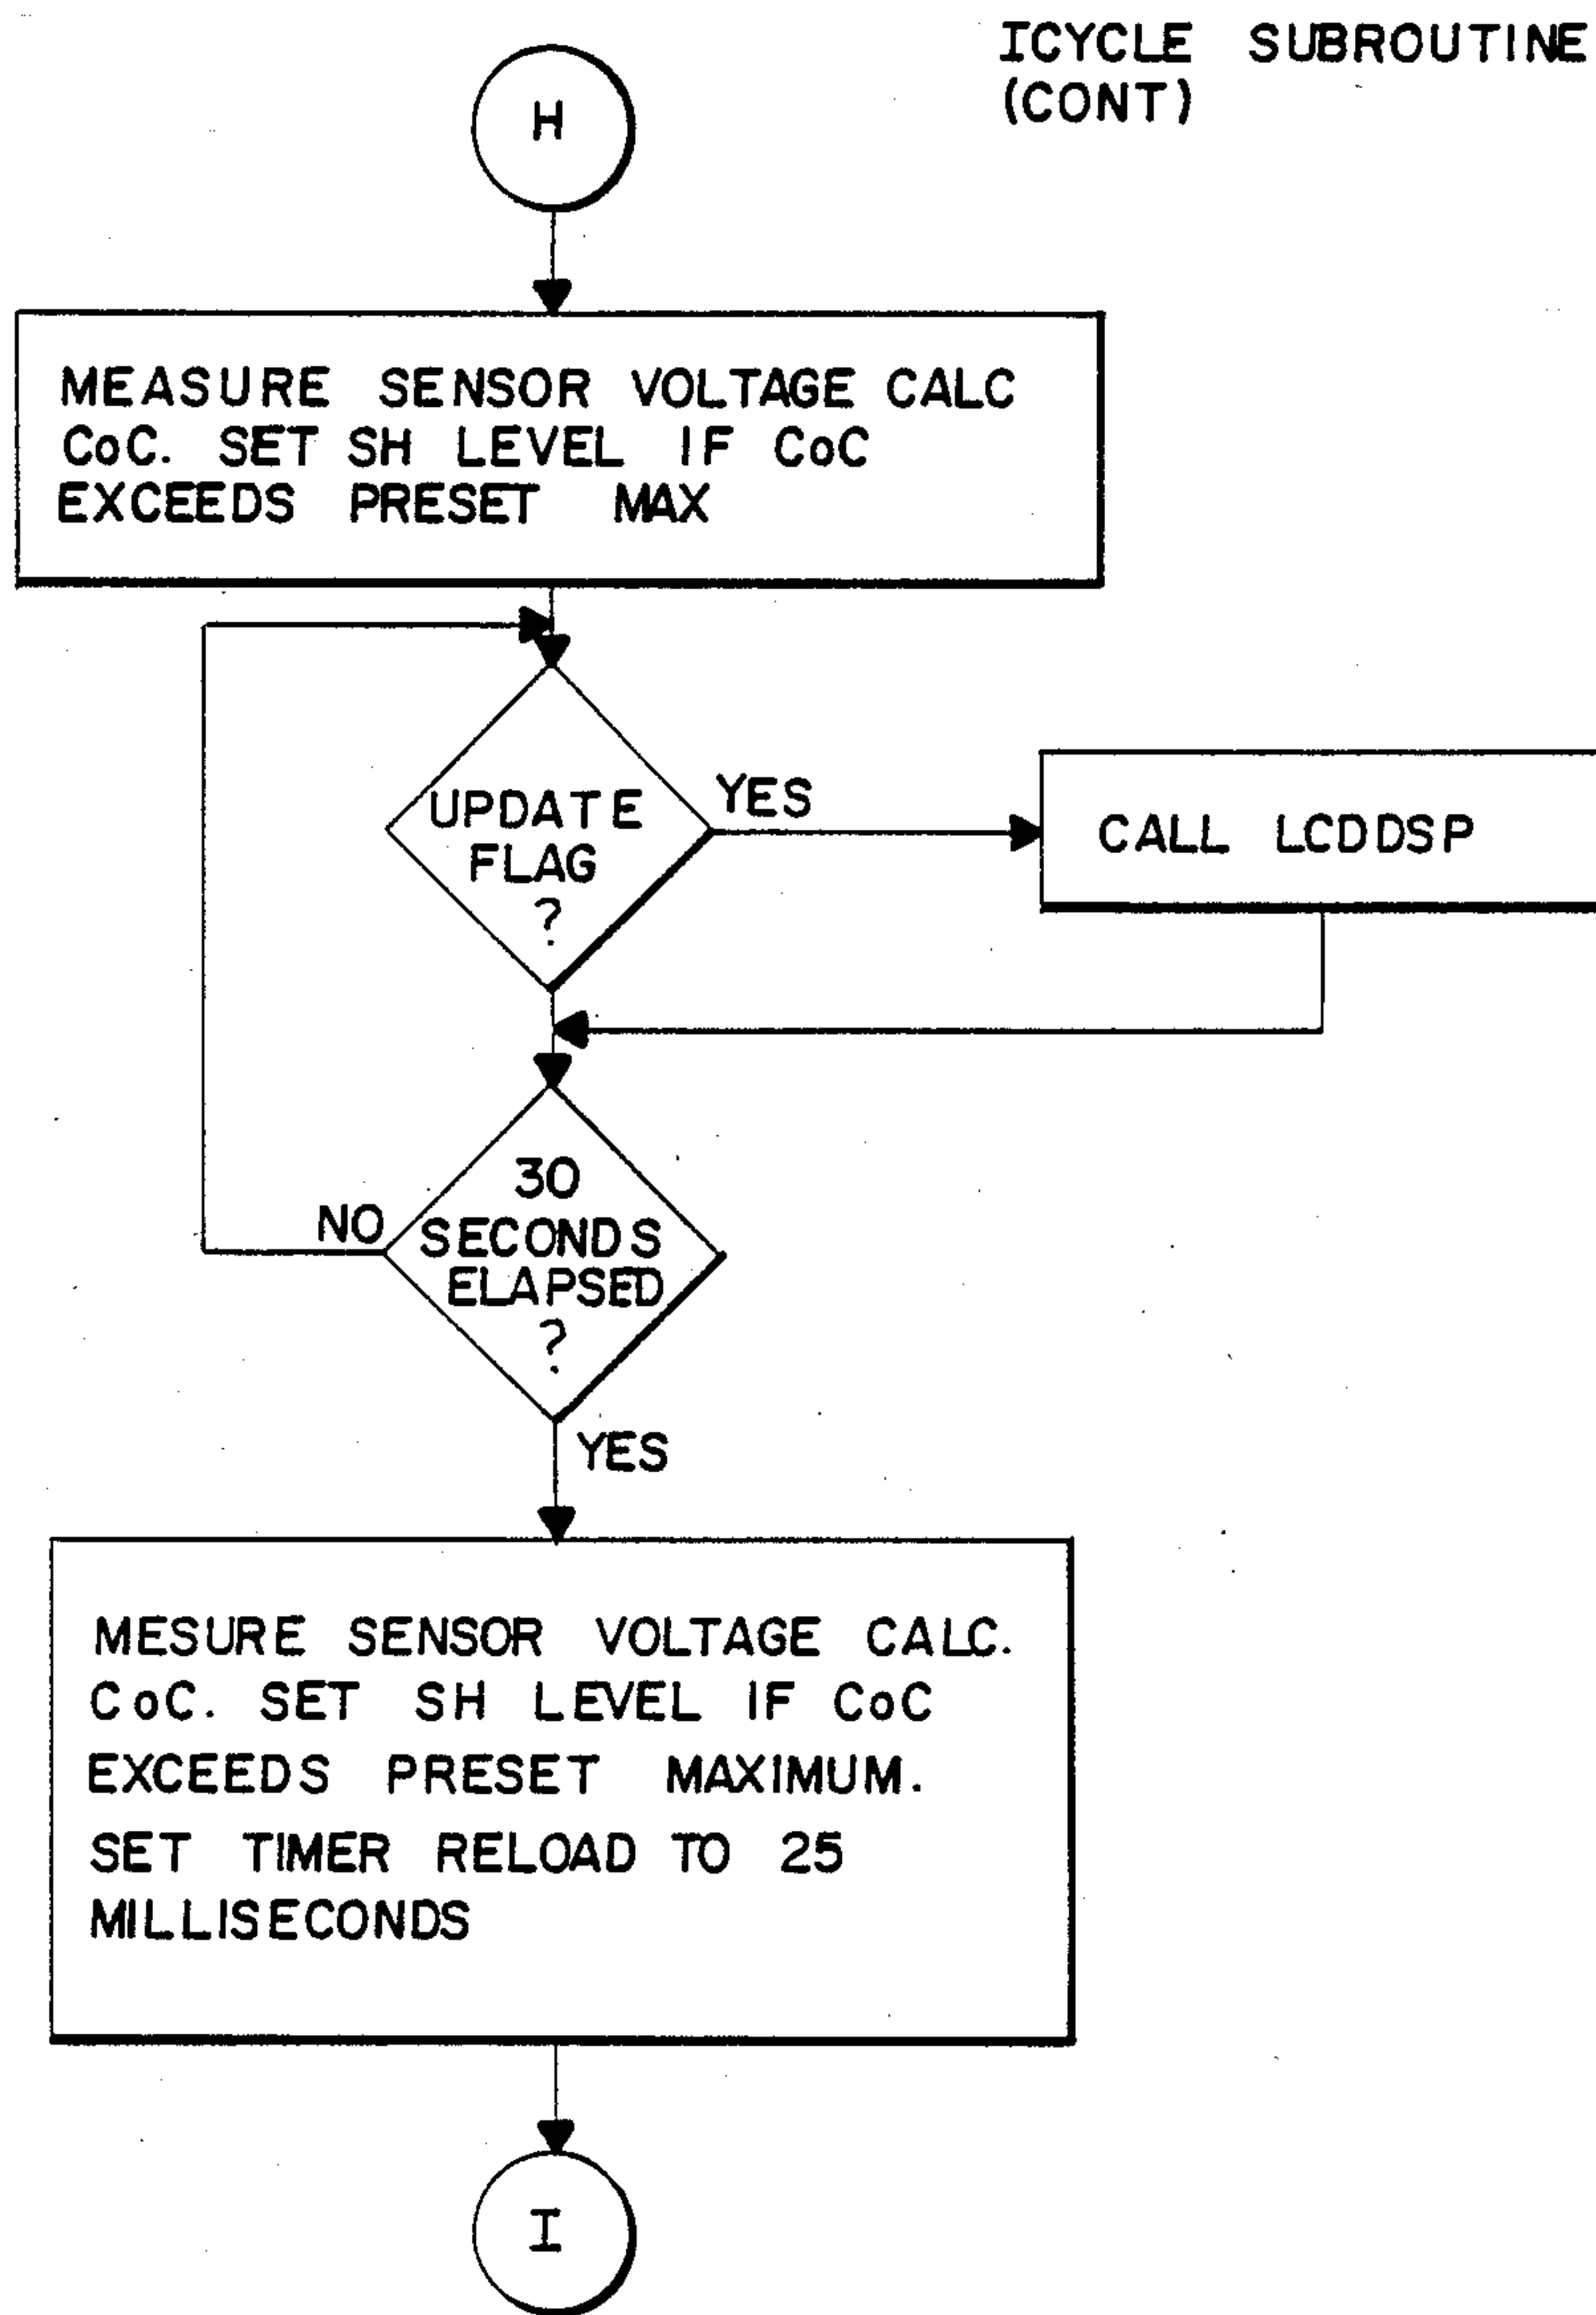 ICYCLE SUBROUTINE
(CONT)
H
MEASURE SENSOR VOLTAGE CALC
CoC. SET SH LEVEL IF CoC
EXCEEDS PRESET MAX
UPDATE
FLAG
?
YES
CALL LCDDSP
30
SECONDS
ELAPSED
?
NO
YES
MESURE SENSOR VOLTAGE CALC.
CoC. SET SH LEVEL IF CoC
EXCEEDS PRESET MAXIMUM.
SET TIMER RELOAD TO 25
MILLISECONDS
I